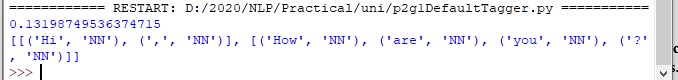 ============ RESTART: D:/2020/NLP/Practical/uni/p2g1DefaultTagger.py ===========
0.13198749536374715
[[('Hi', 'NN'), (',', 'NN')], [('How', 'NN'), ('are', 'NN'), ('you', 'NN'), ('?'
, 'NN')]]
>>>